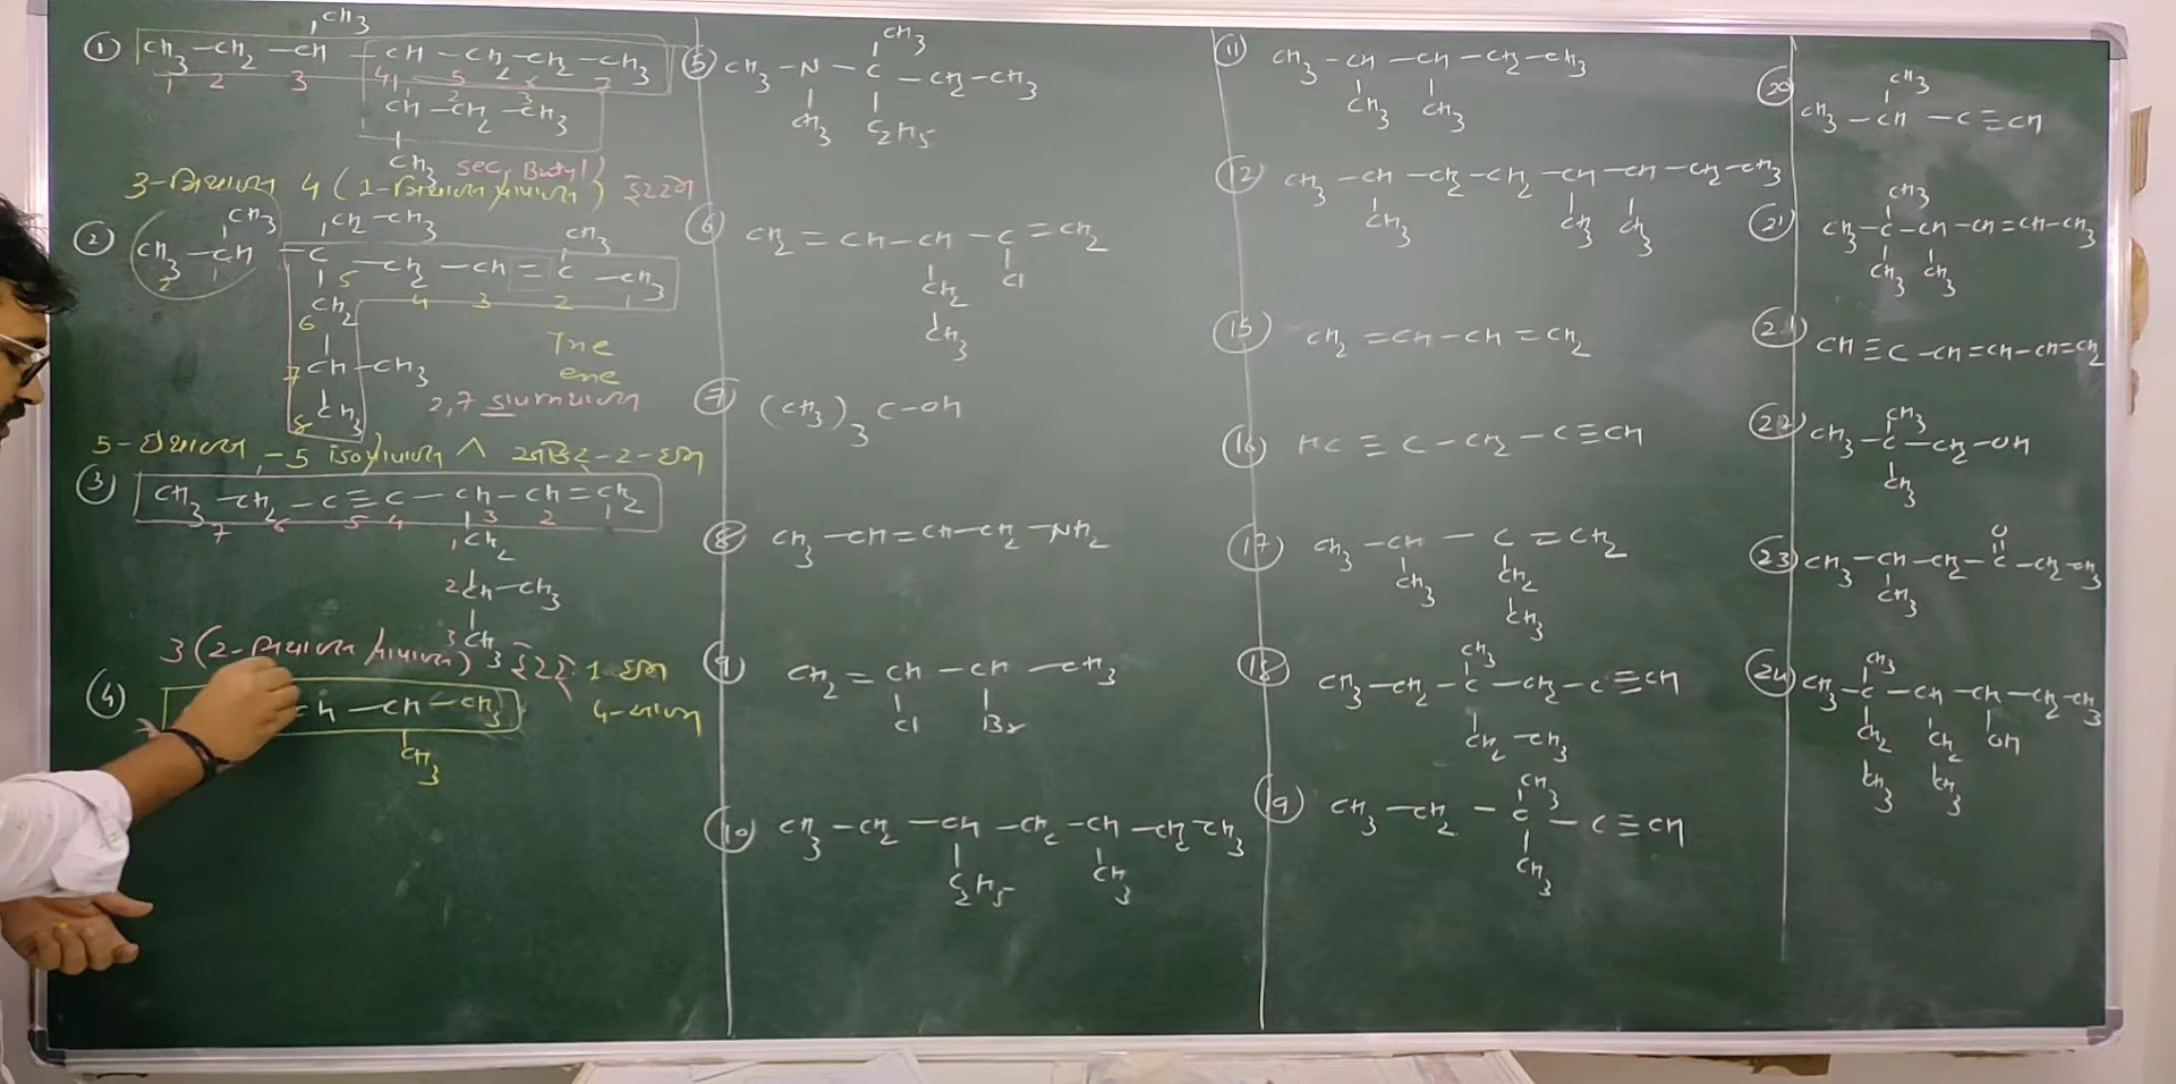 ① CH₃-CH₂-CH-CH-CH₂-CH₂-CH₃
CH₃
1 2 3 4 5 6 7
CH-CH₂-CH₃
1 2 3
CH₃ sec, Butyl)
3-મિથાઇલ 4 (1-મિથાઇલ પ્રોપાઇલ)
② CH₃-CH-C-CH₂-CH=C-CH₃
CH₃ CH₂-CH₃ CH₃
2 1 5 4 3 2 1
CH₂
6
7 CH-CH₃
8 CH₃
Ine
ene
2,7 ડાયમિથાઇલ
5-ઇથાઇલ -5 -2-ઇન
③ CH₃-CH₂-C≡C-CH-CH=CH₂
7 6 5 4 3 2 1
1 CH₂
2 CH-CH₃
3 CH₃
3 (2-મિથાઇલ પ્રોપાઇલ) 1 ઇન
4-આઇન
④ CH-CH-CH₃
CH₃
⑤ CH₃-N-C-CH₂-CH₃
CH₃
CH₃ C₂H₅
⑥ CH₂=CH-CH-C=CH₂
CH₂ Cl
CH₃
⑦ (CH₃)₃C-OH
⑧ CH₃-CH=CH-CH₂-NH₂
⑨ CH₂=CH-CH-CH₃
Cl Br
⑩ CH₃-CH₂-CH-CH₂-CH-CH₂-CH₃
C₂H₅ CH₃
⑪ CH₃-CH-CH-CH₂-CH₃
CH₃ CH₃
⑫ CH₃-CH-CH₂-CH₂-CH-CH-CH₂-CH₃
CH₃ CH₃ CH₃
⑮ CH₂=CH-CH=CH₂
⑯ HC≡C-CH₂-C≡CH
⑰ CH₃-CH-C=CH₂
CH₃ CH₂
CH₃
⑱ CH₃-CH₂-C-CH₂-C≡CH
CH₃
CH₂-CH₃
⑲ CH₃-CH₂-C-C≡CH
CH₃
CH₃
⑳ CH₃-CH-C≡CH
CH₃
㉑ CH₃-C-CH-CH=CH-CH₃
CH₃
CH₃ CH₃
㉑ CH≡C-CH=CH-CH=CH₂
㉒ CH₃-C-CH₂-OH
CH₃
CH₃
㉓ CH₃-CH-CH₂-C-CH₂-CH₃
O
CH₃
㉔ CH₃-C-CH-CH-CH₂-CH₃
CH₃
CH₂ CH₂ OH
CH₃ CH₃